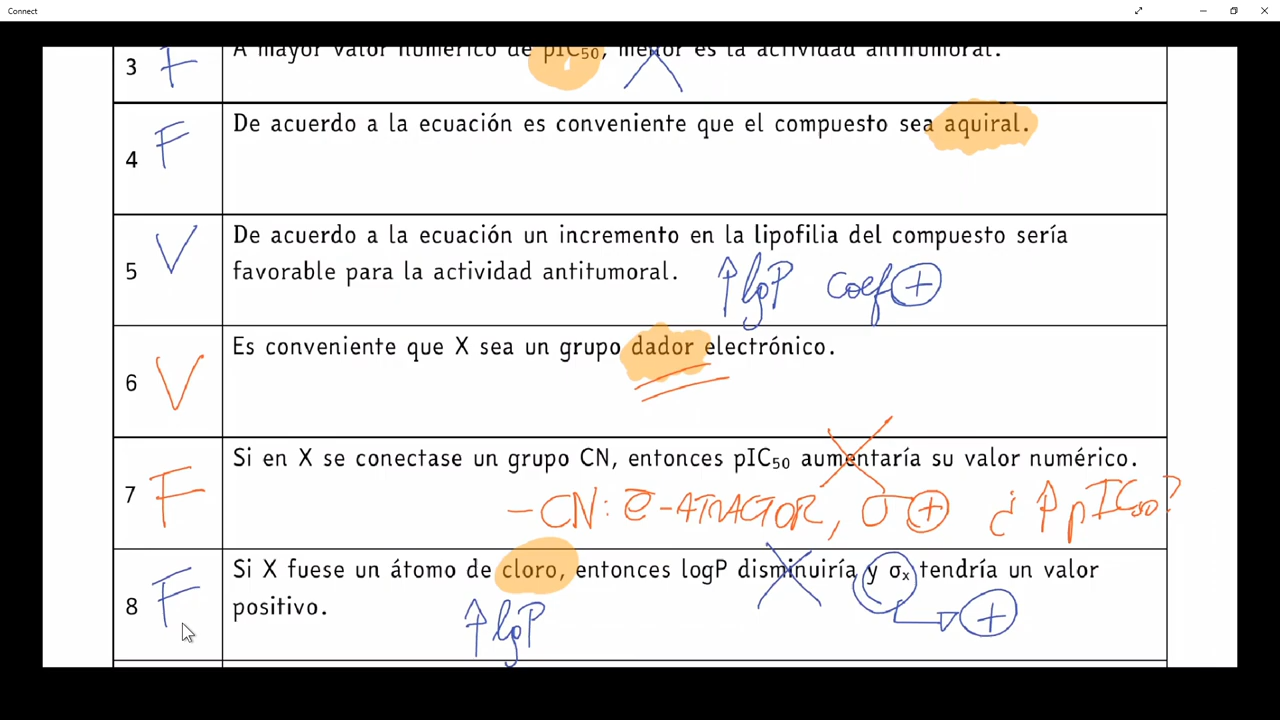 Connect
3 F A mayor valor numérico de pIC50, menor es la actividad antitumoral.
4 F De acuerdo a la ecuación es conveniente que el compuesto sea aquiral.
5 V De acuerdo a la ecuación un incremento en la lipofilia del compuesto sería
favorable para la actividad antitumoral. ↑lgP coef +
6 V Es conveniente que X sea un grupo dador electrónico.
7 F Si en X se conectase un grupo CN, entonces pIC₅₀ aumentaría su valor numérico.
-CN: e-ATRACTOR, σ + ¿↑pIC50?
8 F Si X fuese un átomo de cloro, entonces logP disminuiría y σₓ tendría un valor
positivo. ↑lgP +